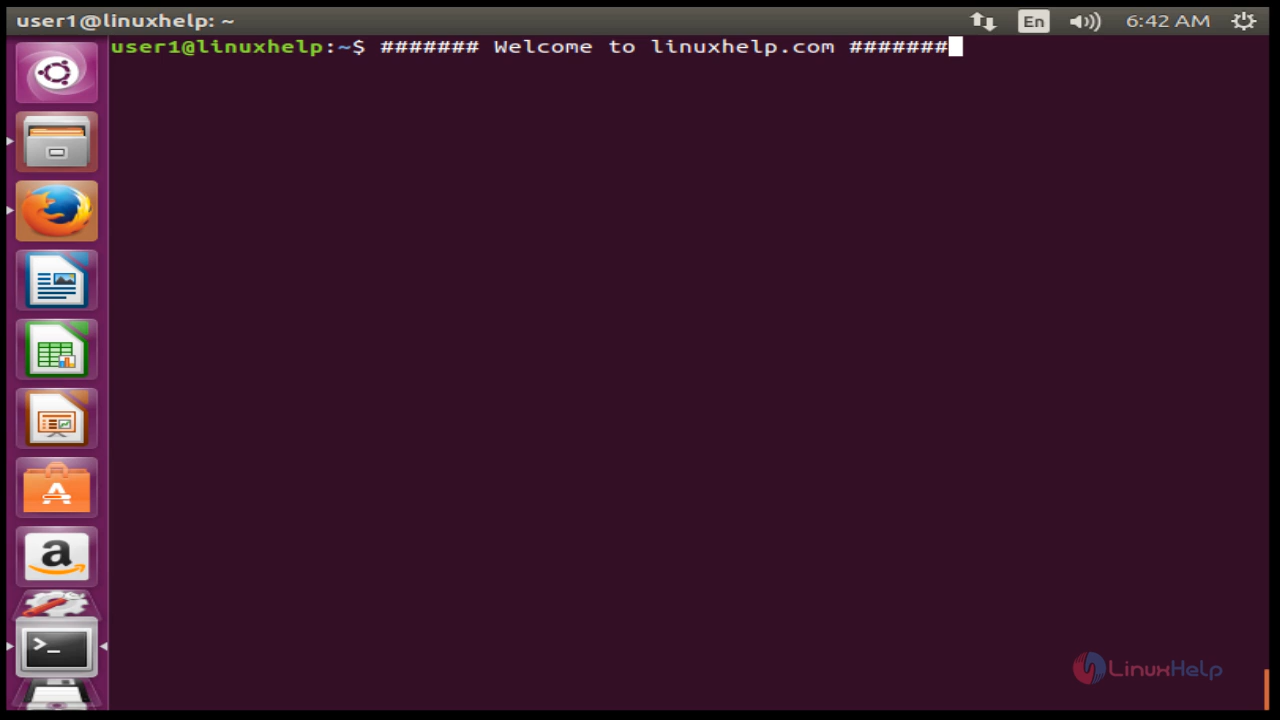 user1@linuxhelp: ~
En
6:42 AM
user1@linuxhelp:~$ ####### Welcome to linuxhelp.com #######
A
a
>_
LinuxHelp